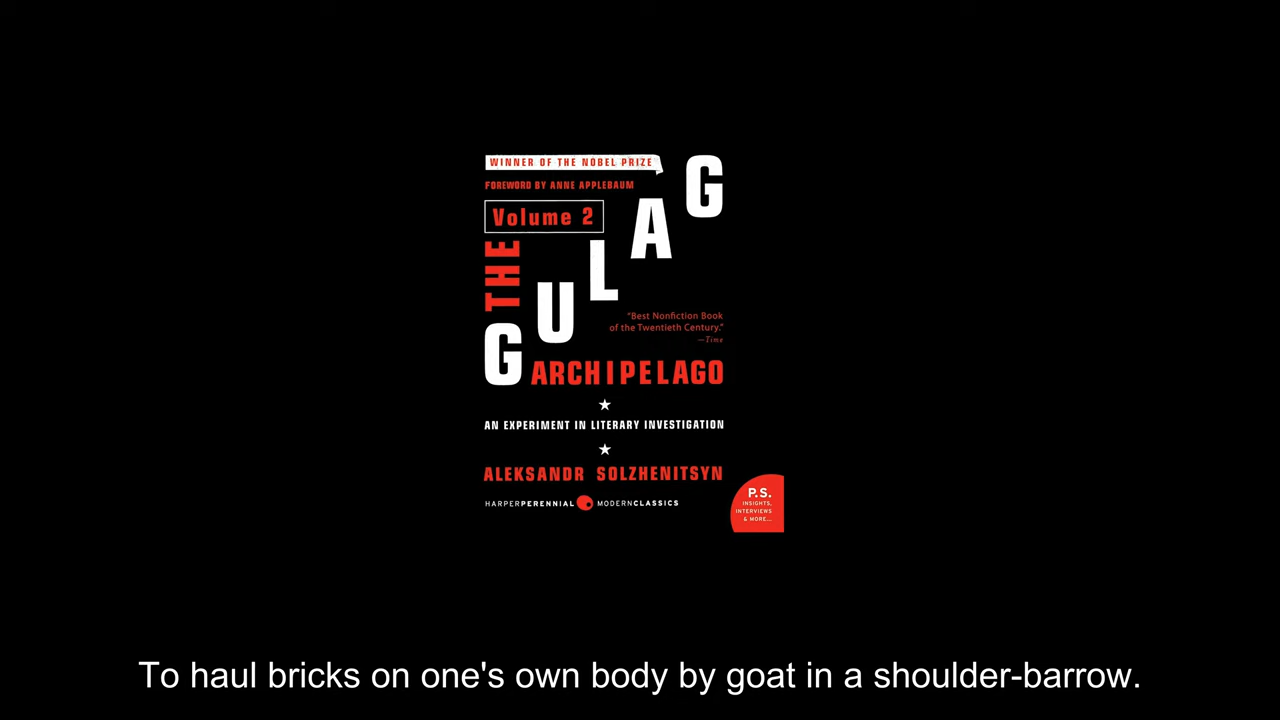 WINNER OF THE NOBEL PRIZE
FOREWORD BY ANNE APPLEBAUM
Volume 2
THE
GULAG
"Best Nonfiction Book
of the Twentieth Century."
—Time
ARCHIPELAGO
AN EXPERIMENT IN LITERARY INVESTIGATION
ALEKSANDR SOLZHENITSYN
HARPERPERENNIAL MODERNCLASSICS
P.S.
INSIGHTS,
INTERVIEWS
& MORE...
To haul bricks on one's own body by goat in a shoulder-barrow.